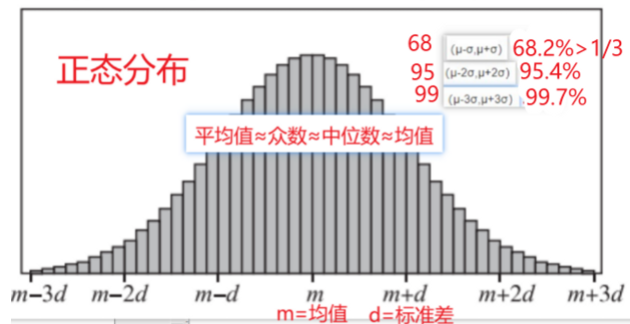 正态分布
68 (μ-σ,μ+σ) 68.2%>1/3
95 (μ-2σ,μ+2σ) 95.4%
99 (μ-3σ,μ+3σ) 99.7%
平均值≈众数≈中位数≈均值
m−3d m−2d m−d m m+d m+2d m+3d
m=均值 d=标准差